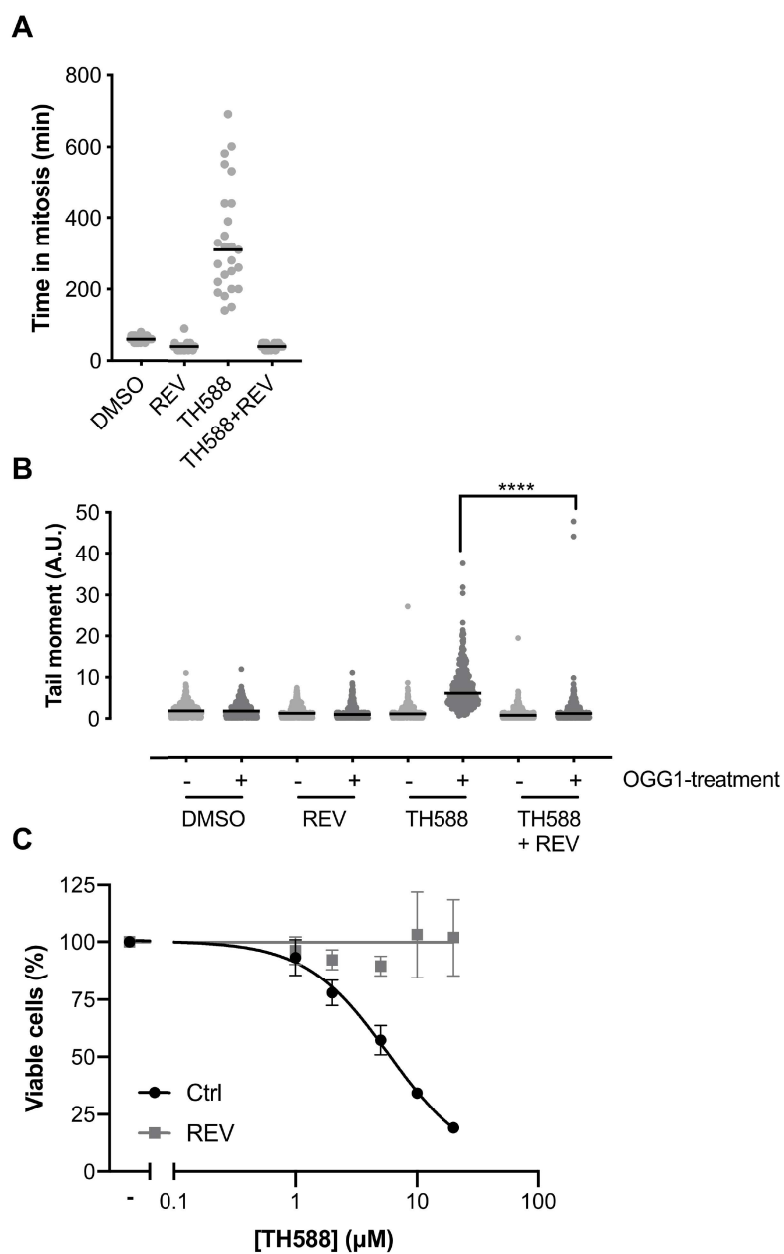 A
800
600
400
200
0
Time in mitosis (min)
DMSO
REV
TH588
TH588+REV
B
****
50
40
30
20
10
0
Tail moment (A.U.)
- + - + - + - + OGG1-treatment
DMSO REV TH588 TH588
+ REV
C
125
100
75
50
25
0
Viable cells (%)
Ctrl
REV
- 0.1 1 10 100
[TH588] (µM)